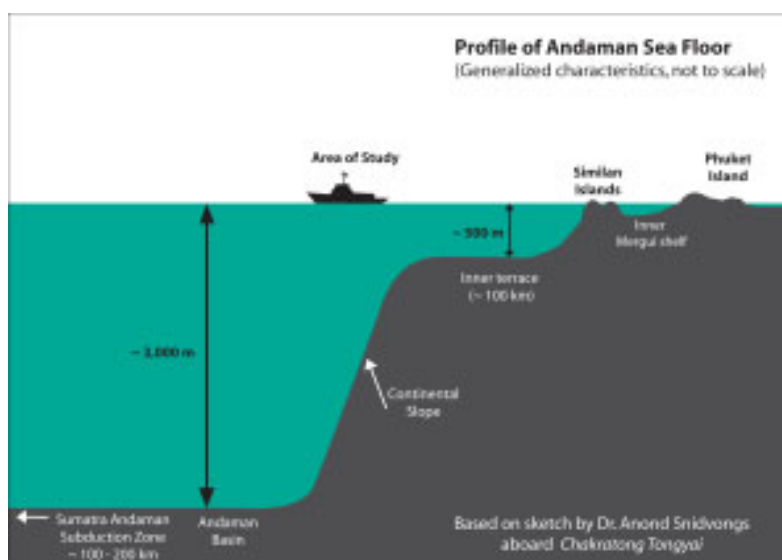 Profile of Andaman Sea Floor
(Generalized characteristics, not to scale)
Area of Study
Similan
Islands
Phuket
Island
~ 500 m
Inner
Mergui shelf
Inner terrace
(~ 100 km)
~ 3,000 m
Continental
Slope
Sumatra Andaman
Subduction Zone
~ 100 - 200 km
Andaman
Basin
Based on sketch by Dr. Anond Snidvongs
aboard Chakratong Tongyai